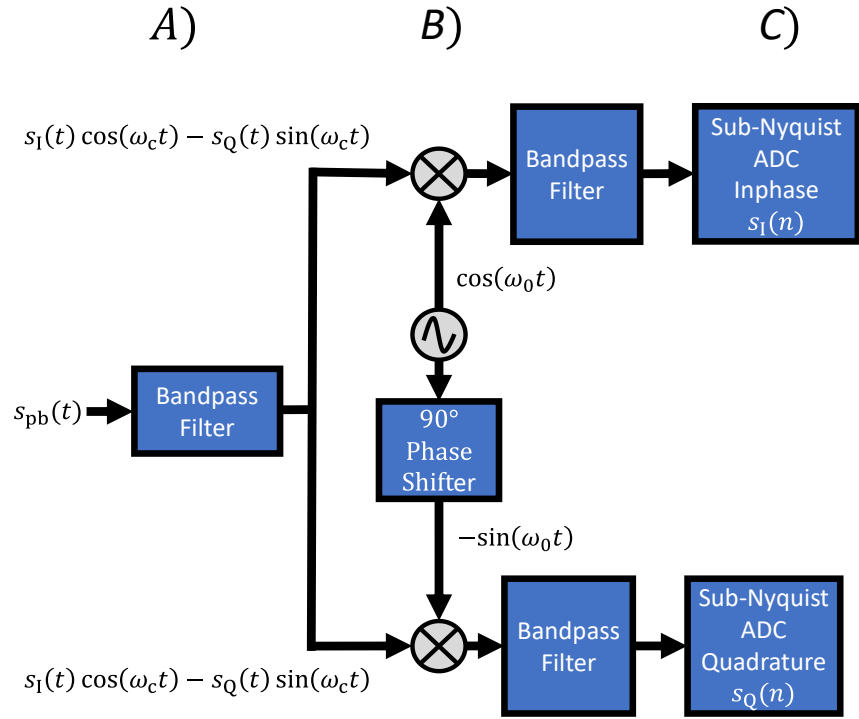 A)
B)
C)
s_I(t) cos(ω_c t) − s_Q(t) sin(ω_c t)
Bandpass
Filter
Sub-Nyquist
ADC
Inphase
s_I(n)
cos(ω_0 t)
s_pb(t)
Bandpass
Filter
90°
Phase
Shifter
−sin(ω_0 t)
s_I(t) cos(ω_c t) − s_Q(t) sin(ω_c t)
Bandpass
Filter
Sub-Nyquist
ADC
Quadrature
s_Q(n)